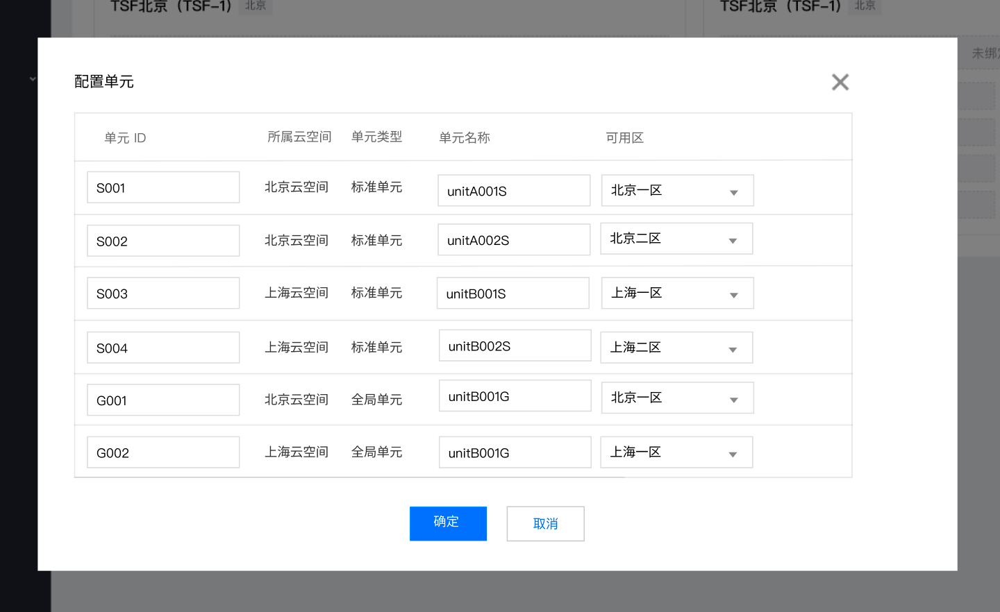 TSF北京（TSF-1） 北京 TSF北京（TSF-1） 北京
未绑
配置单元
单元 ID 所属云空间 单元类型 单元名称 可用区
S001 北京云空间 标准单元 unitA001S 北京一区
S002 北京云空间 标准单元 unitA002S 北京二区
S003 上海云空间 标准单元 unitB001S 上海一区
S004 上海云空间 标准单元 unitB002S 上海二区
G001 北京云空间 全局单元 unitB001G 北京一区
G002 上海云空间 全局单元 unitB001G 上海一区
确定 取消